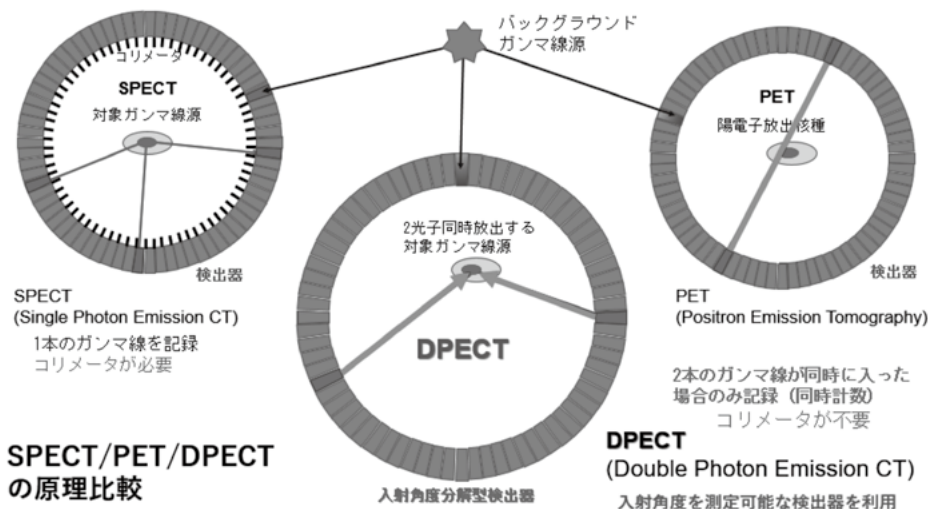 バックグラウンド
ガンマ線源
コリメータ
SPECT
対象ガンマ線源
検出器
SPECT
(Single Photon Emission CT)
1本のガンマ線を記録
コリメータが必要
PET
陽電子放出核種
検出器
PET
(Positron Emission Tomography)
2光子同時放出する
対象ガンマ線源
DPECT
入射角度分解型検出器
2本のガンマ線が同時に入った
場合のみ記録（同時計数）
コリメータが不要
DPECT
(Double Photon Emission CT)
入射角度を測定可能な検出器を利用
SPECT/PET/DPECT
の原理比較